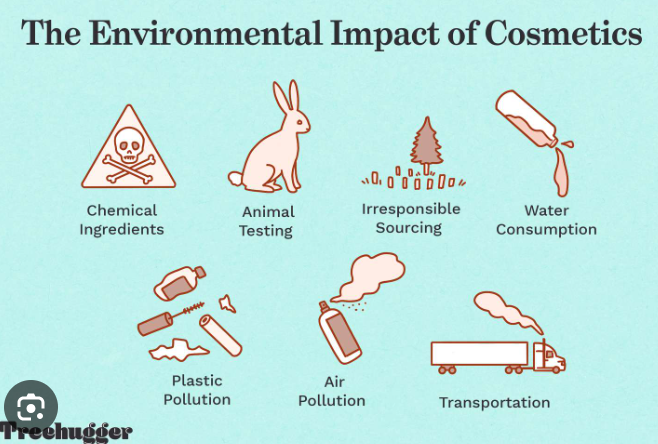 The Environmental Impact of Cosmetics
Chemical
Ingredients
Animal
Testing
Irresponsible
Sourcing
Water
Consumption
Plastic
Pollution
Air
Pollution
Transportation
Treehugger